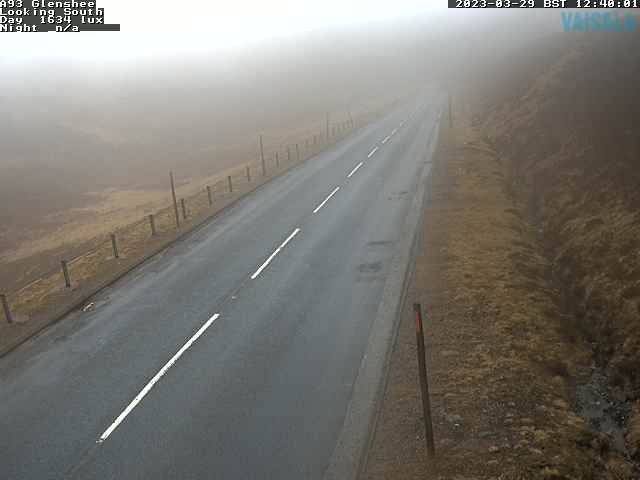 A93 Glenshee
Looking South
Day 1634 lux
Night n/a
2023-03-29 BST 12:40:01
VAISALA